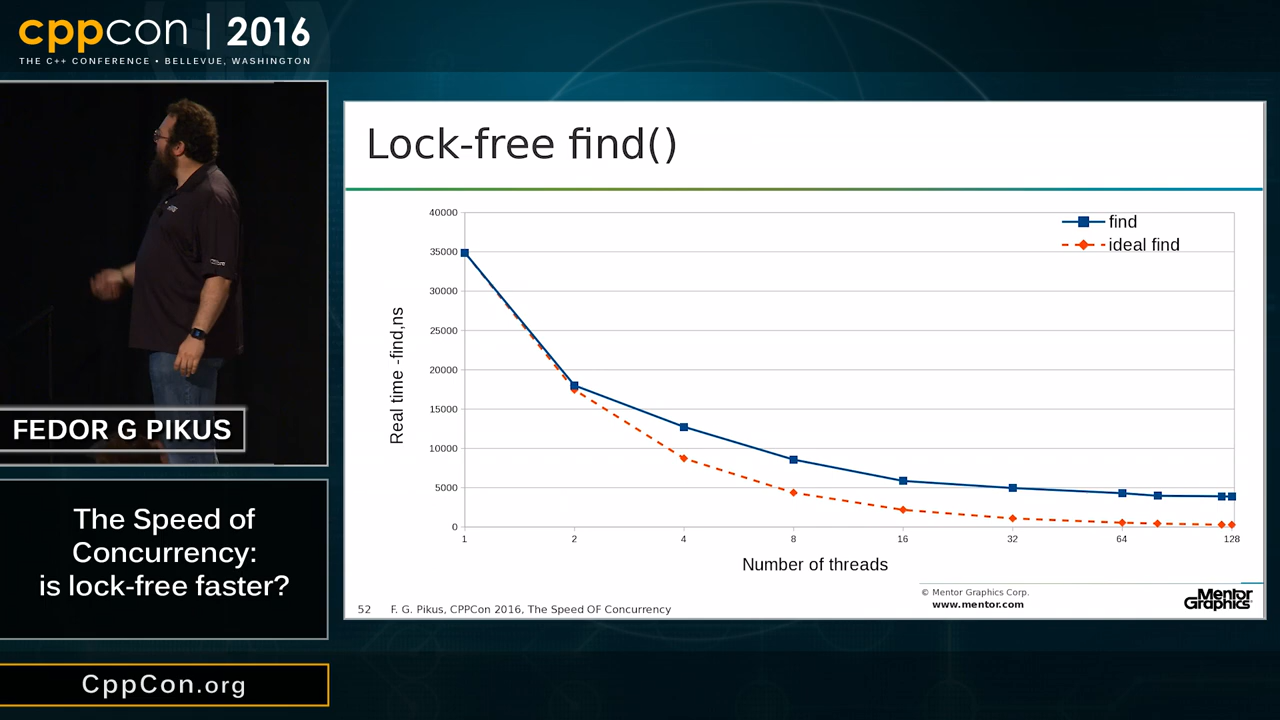 cppcon | 2016
THE C++ CONFERENCE • BELLEVUE, WASHINGTON
FEDOR G PIKUS
The Speed of
Concurrency:
is lock-free faster?
CppCon.org
Lock-free find()
find
ideal find
Real time -find,ns
40000
35000
30000
25000
20000
15000
10000
5000
0
1 2 4 8 16 32 64 128
Number of threads
© Mentor Graphics Corp.
www.mentor.com
Mentor
Graphics
52 F. G. Pikus, CPPCon 2016, The Speed OF Concurrency